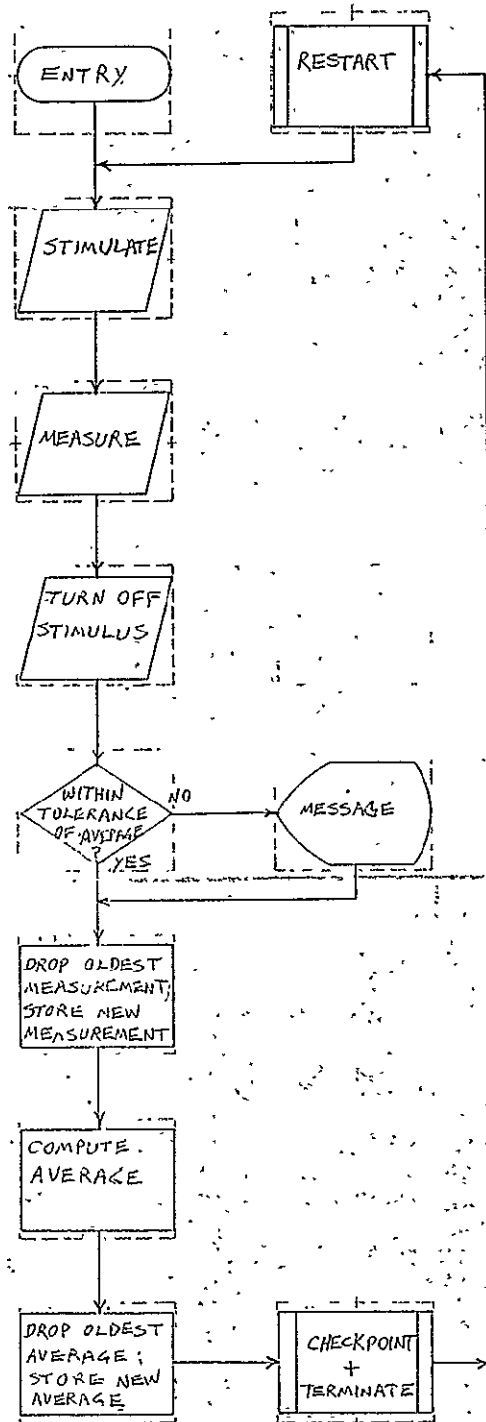 ENTRY
RESTART
STIMULATE
MEASURE
TURN OFF
STIMULUS
WITHIN
TOLERANCE
OF AVERAGE
?
NO
YES
MESSAGE
DROP OLDEST
MEASUREMENT;
STORE NEW
MEASUREMENT
COMPUTE
AVERAGE
DROP OLDEST
AVERAGE;
STORE NEW
AVERAGE
CHECKPOINT
+
TERMINATE